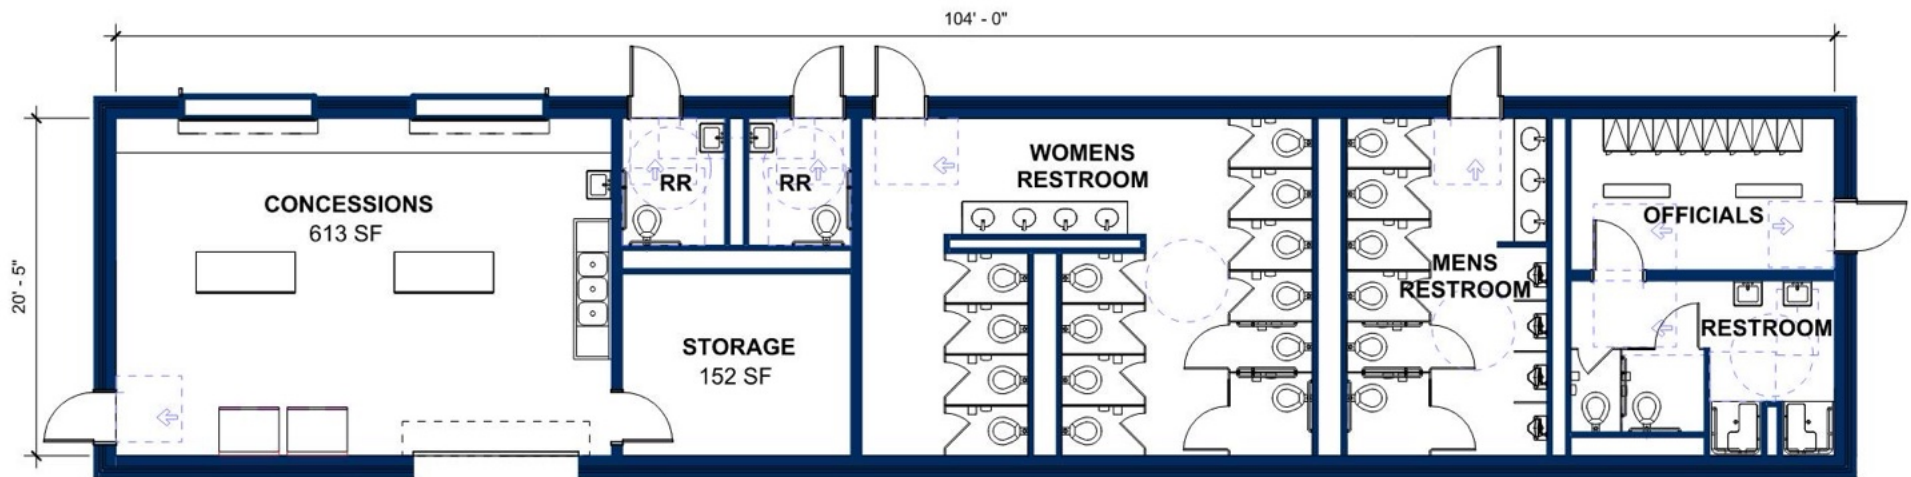 104' - 0"
20' - 5"
CONCESSIONS
613 SF
RR
RR
STORAGE
152 SF
WOMENS
RESTROOM
MENS
RESTROOM
OFFICIALS
RESTROOM